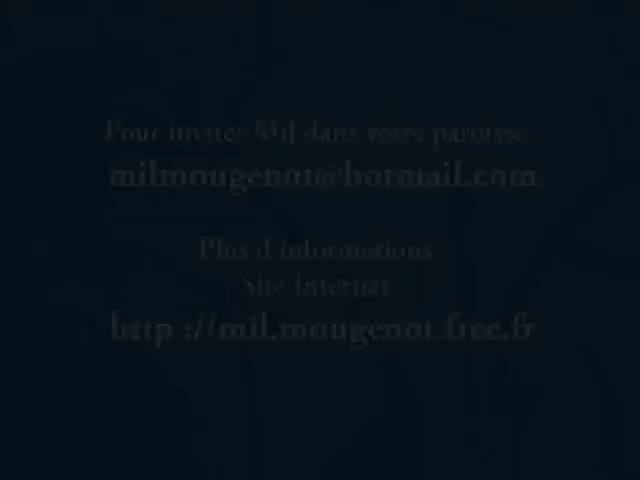 Pour inviter Mil dans votre paroisse :
milmougenot@hotmail.com
Plus d'informations
Site Internet
http ://mil.mougenot.free.fr